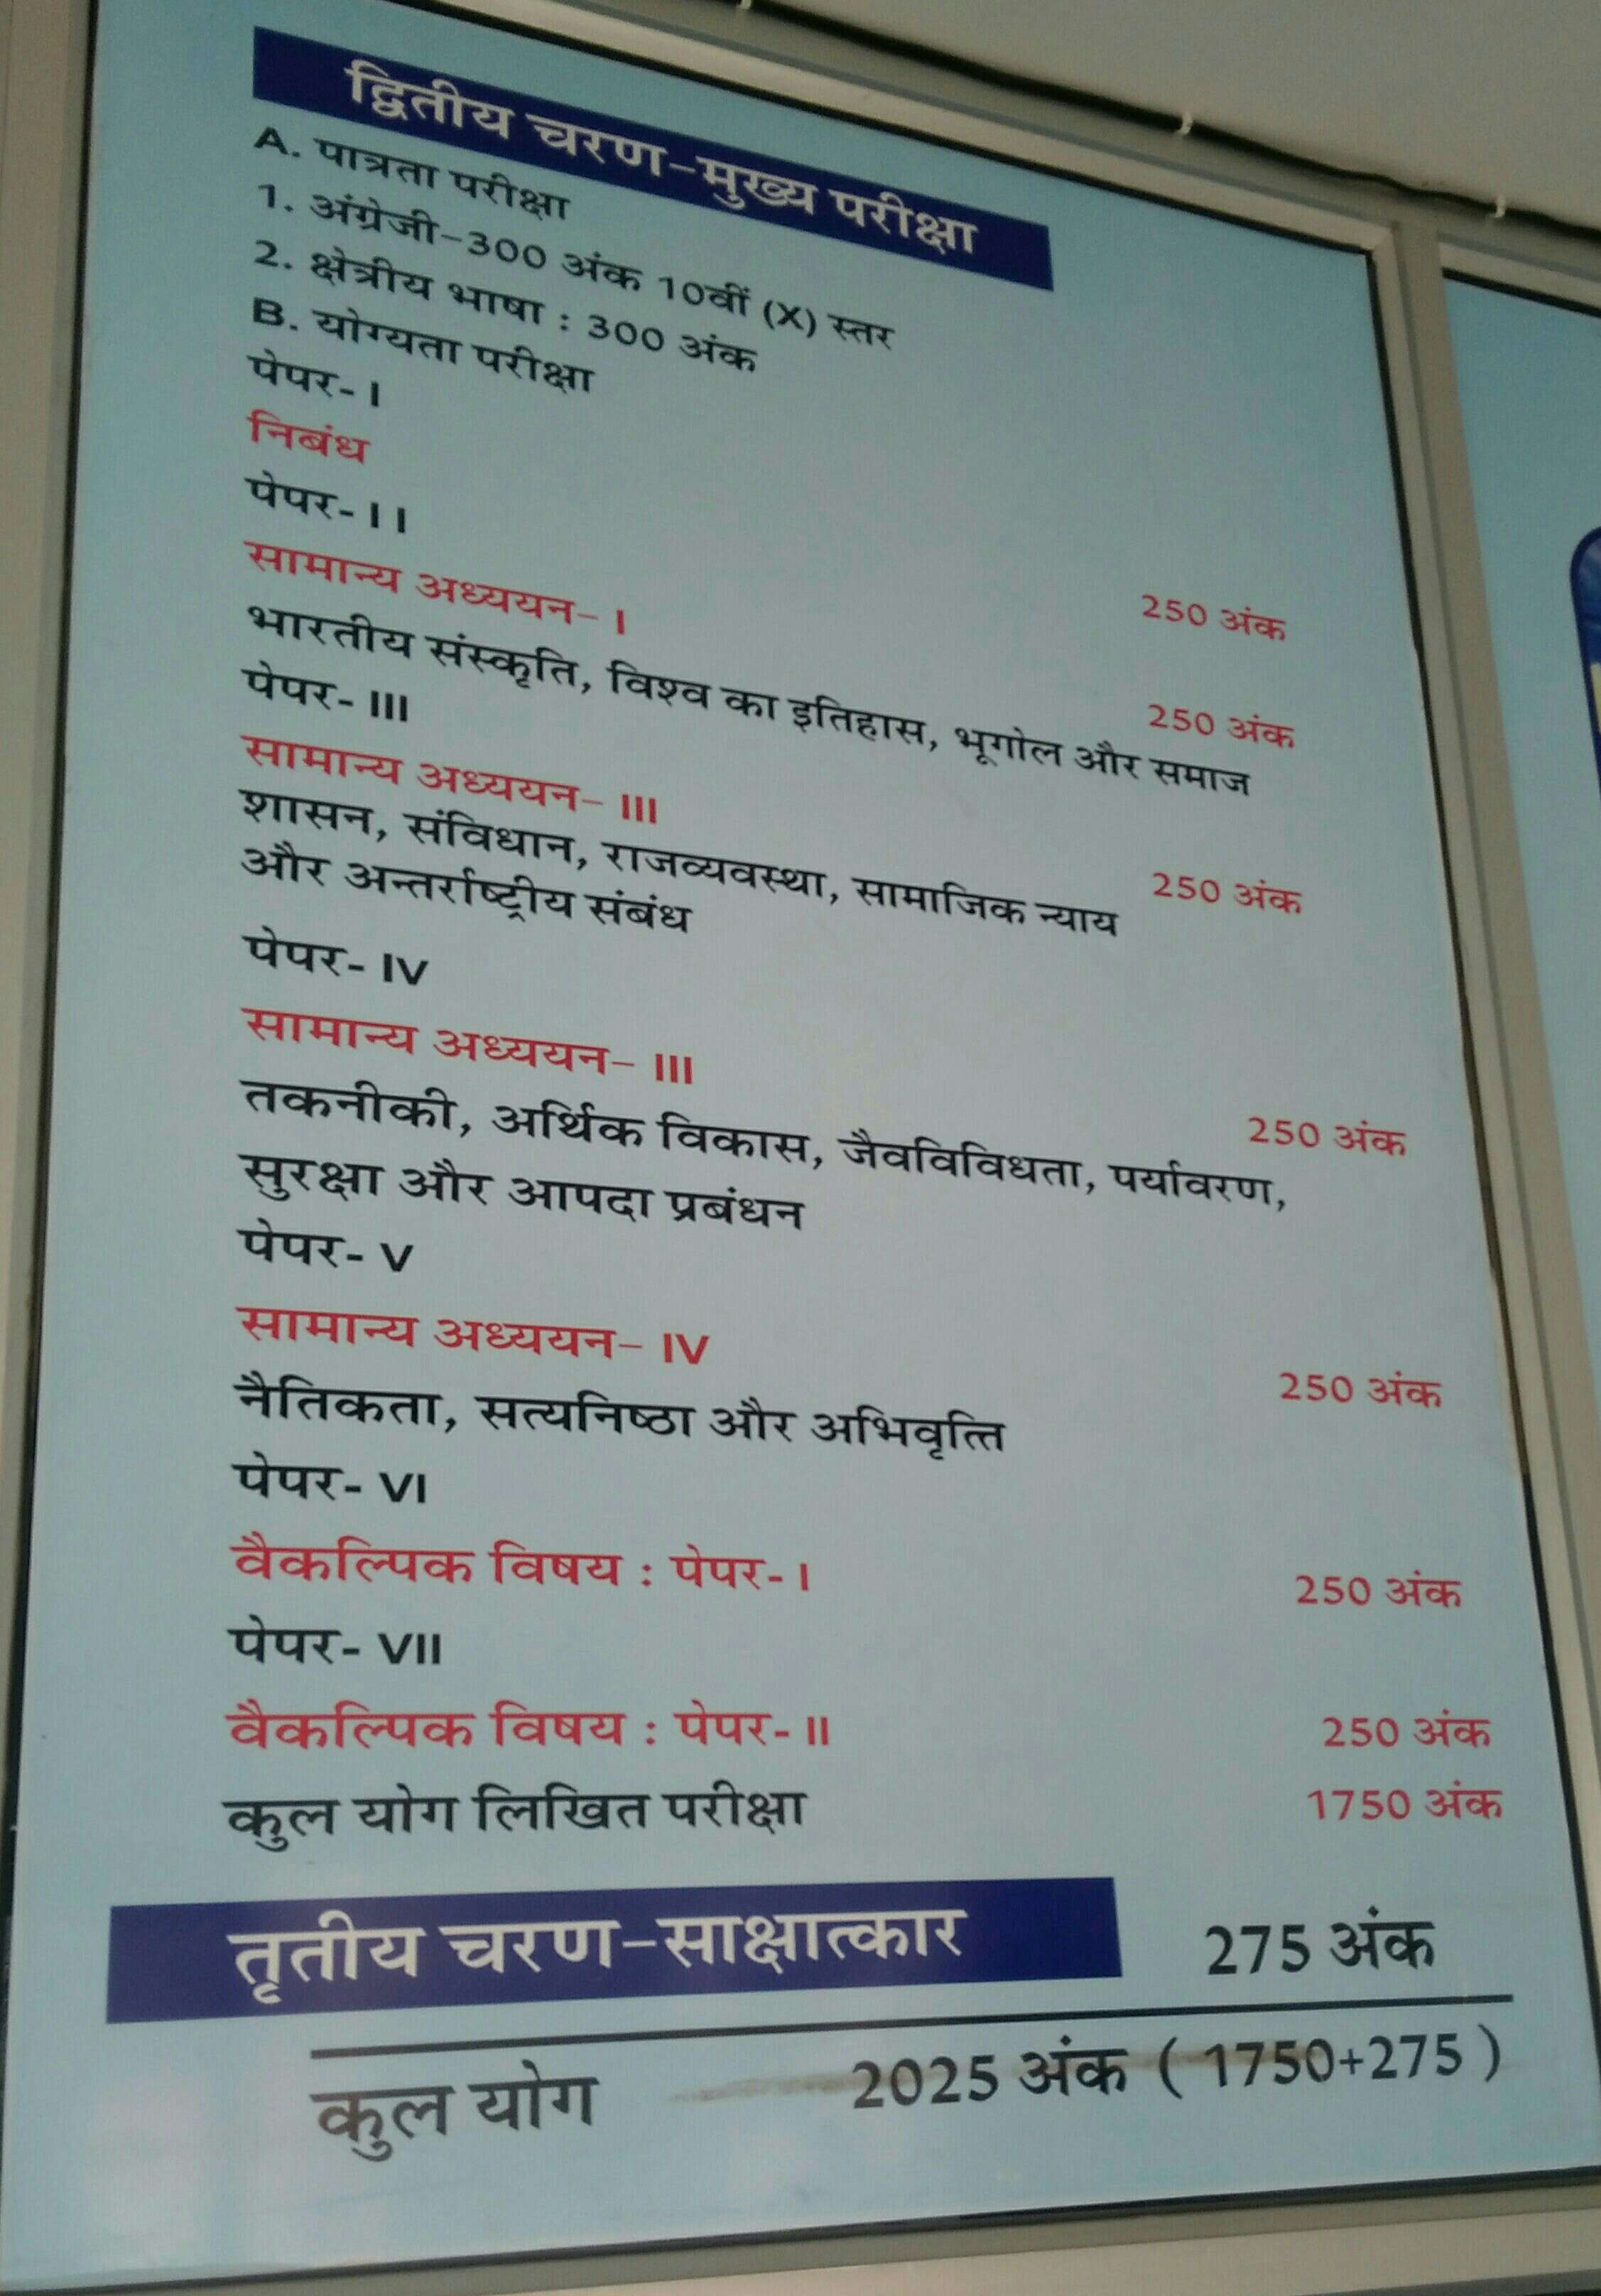 द्वितीय चरण-मुख्य परीक्षा
A. पात्रता परीक्षा
1. अंग्रेजी-300 अंक 10वीं (X) स्तर
2. क्षेत्रीय भाषा : 300 अंक
B. योग्यता परीक्षा
पेपर- I
निबंध 250 अंक
पेपर- I I
सामान्य अध्ययन- I 250 अंक
भारतीय संस्कृति, विश्व का इतिहास, भूगोल और समाज
पेपर- III
सामान्य अध्ययन- III 250 अंक
शासन, संविधान, राजव्यवस्था, सामाजिक न्याय
और अन्तर्राष्ट्रीय संबंध
पेपर- IV
सामान्य अध्ययन- III 250 अंक
तकनीकी, अर्थिक विकास, जैवविविधता, पर्यावरण,
सुरक्षा और आपदा प्रबंधन
पेपर- V
सामान्य अध्ययन- IV 250 अंक
नैतिकता, सत्यनिष्ठा और अभिवृत्ति
पेपर- VI
वैकल्पिक विषय : पेपर- I 250 अंक
पेपर- VII
वैकल्पिक विषय : पेपर- II 250 अंक
कुल योग लिखित परीक्षा 1750 अंक
तृतीय चरण-साक्षात्कार 275 अंक
कुल योग 2025 अंक ( 1750+275 )